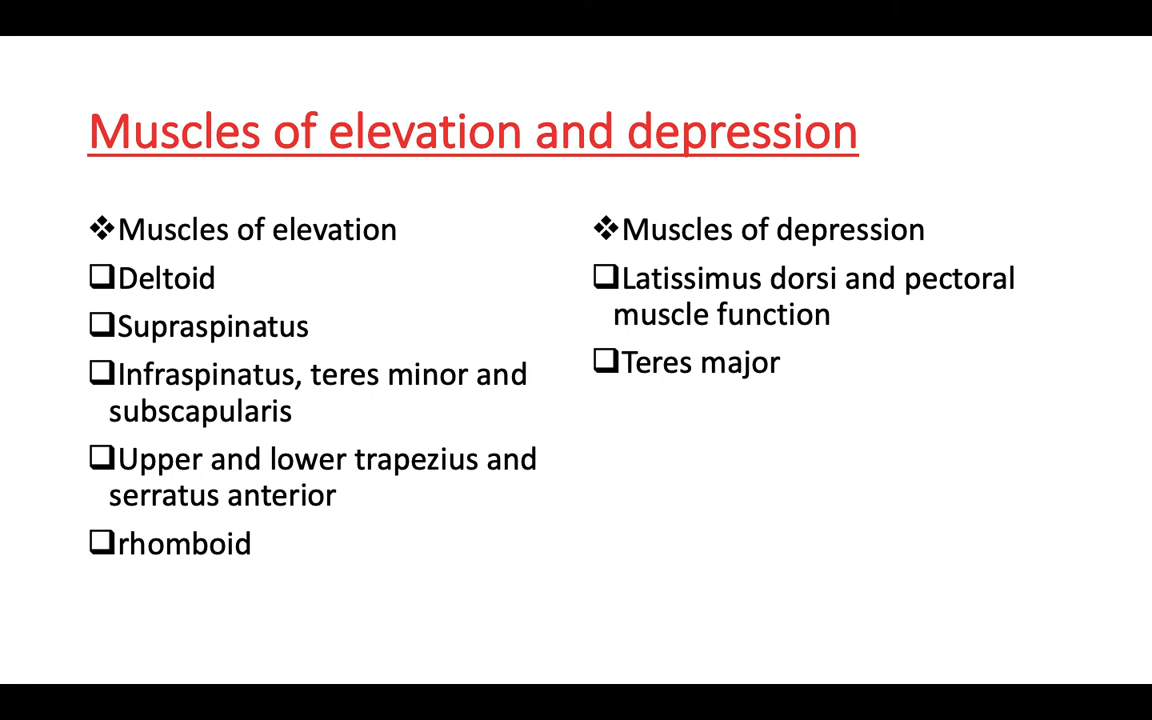 Muscles of elevation and depression
❖Muscles of elevation
❑Deltoid
❑Supraspinatus
❑Infraspinatus, teres minor and
subscapularis
❑Upper and lower trapezius and
serratus anterior
❑rhomboid
❖Muscles of depression
❑Latissimus dorsi and pectoral
muscle function
❑Teres major